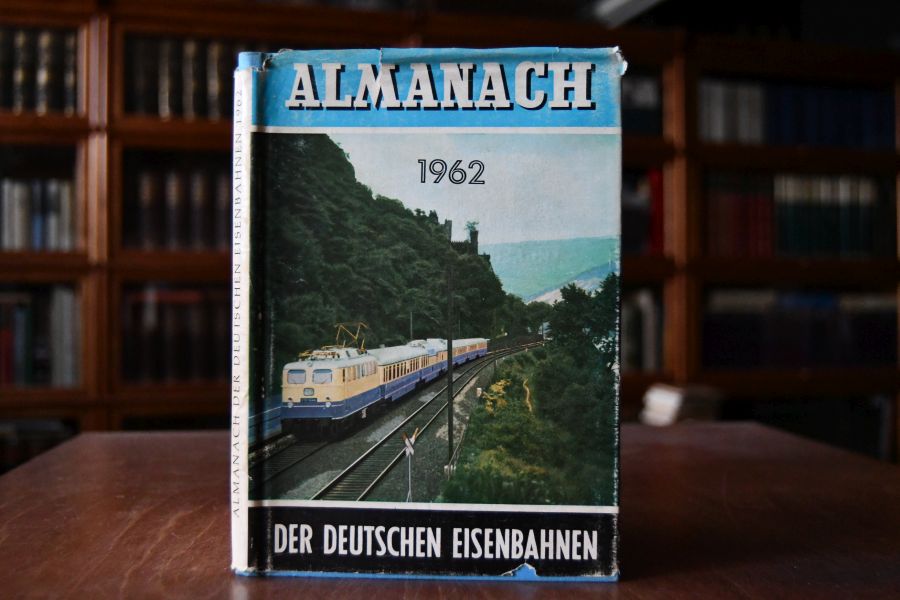 ALMANACH
1962
DER DEUTSCHEN EISENBAHNEN
ALMANACH DER DEUTSCHEN EISENBAHNEN 1962